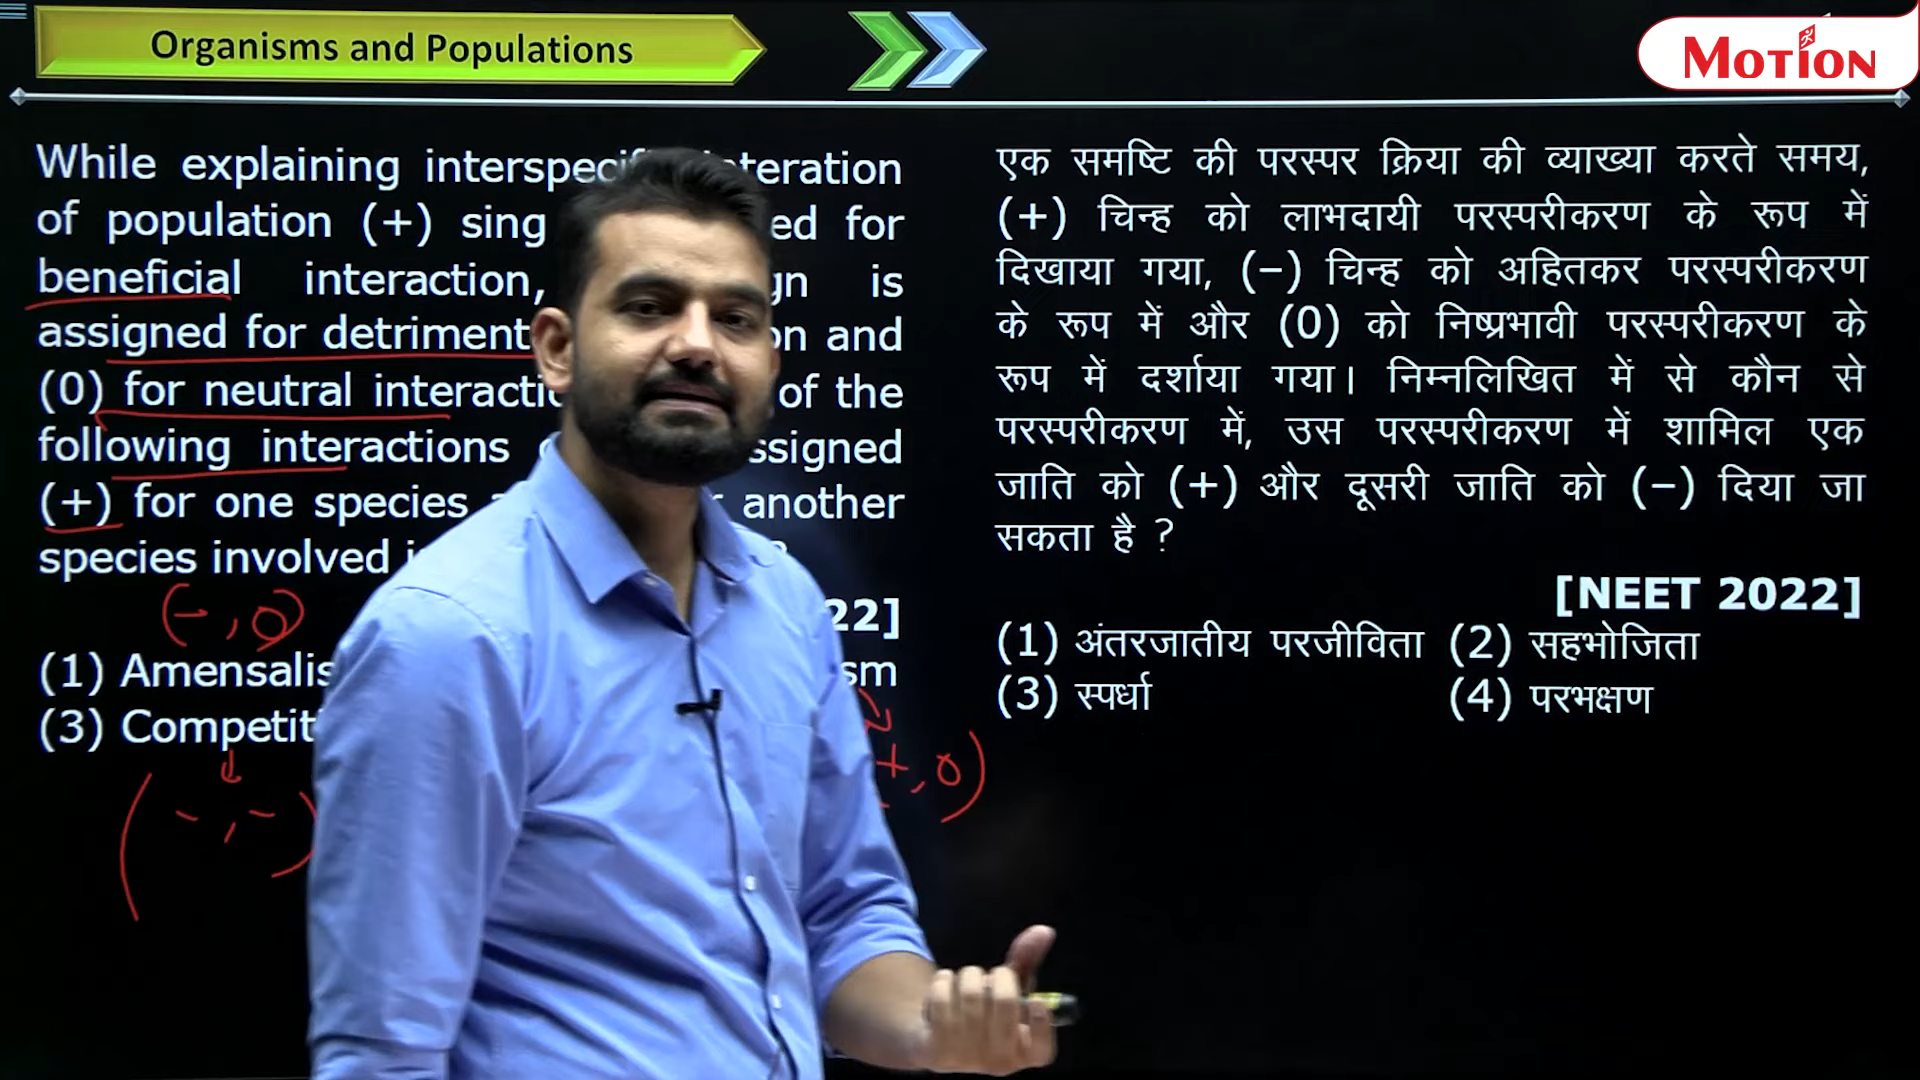 Organisms and Populations
MOTION
While explaining interspecific interation
of population (+) sing ed for
beneficial interaction, gn is
assigned for detriment on and
(0) for neutral interacti of the
following interactions ssigned
(+) for one species another
species involved
22]
(-, 0)
(1) Amensalis sm
(3) Competit
(-, -)
+, 0)
एक समष्टि की परस्पर क्रिया की व्याख्या करते समय,
(+) चिन्ह को लाभदायी परस्परीकरण के रूप में
दिखाया गया, (–) चिन्ह को अहितकर परस्परीकरण
के रूप में और (0) को निष्प्रभावी परस्परीकरण के
रूप में दर्शाया गया। निम्नलिखित में से कौन से
परस्परीकरण में, उस परस्परीकरण में शामिल एक
जाति को (+) और दूसरी जाति को (–) दिया जा
सकता है ?
[NEET 2022]
(1) अंतरजातीय परजीविता (2) सहभोजिता
(3) स्पर्धा (4) परभक्षण